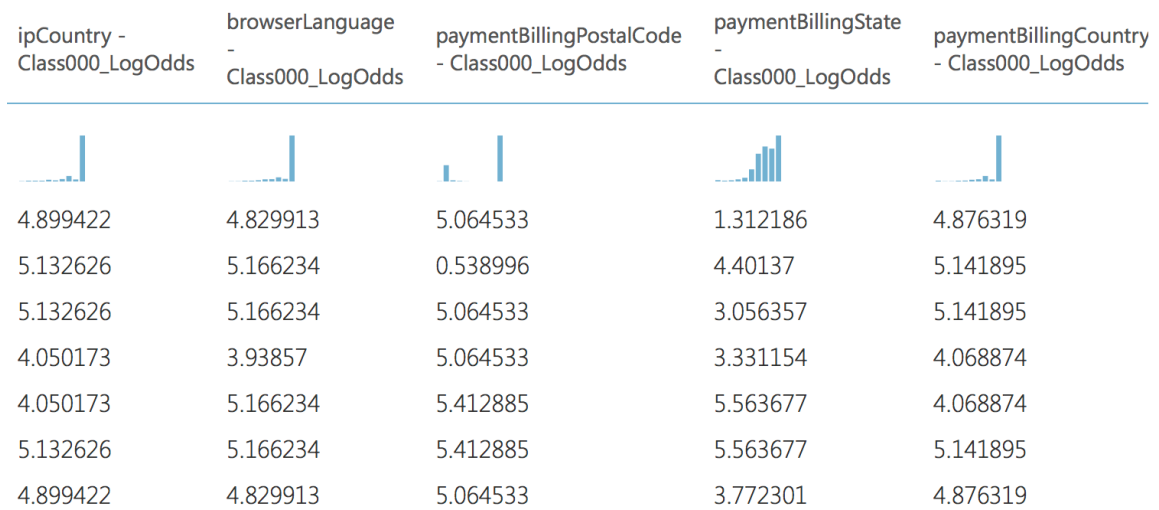 ipCountry -
Class000_LogOdds
browserLanguage
-
Class000_LogOdds
paymentBillingPostalCode
- Class000_LogOdds
paymentBillingState
-
Class000_LogOdds
paymentBillingCountry
- Class000_LogOdds
4.899422 4.829913 5.064533 1.312186 4.876319
5.132626 5.166234 0.538996 4.40137 5.141895
5.132626 5.166234 5.064533 3.056357 5.141895
4.050173 3.93857 5.064533 3.331154 4.068874
4.050173 5.166234 5.412885 5.563677 4.068874
5.132626 5.166234 5.412885 5.563677 5.141895
4.899422 4.829913 5.064533 3.772301 4.876319